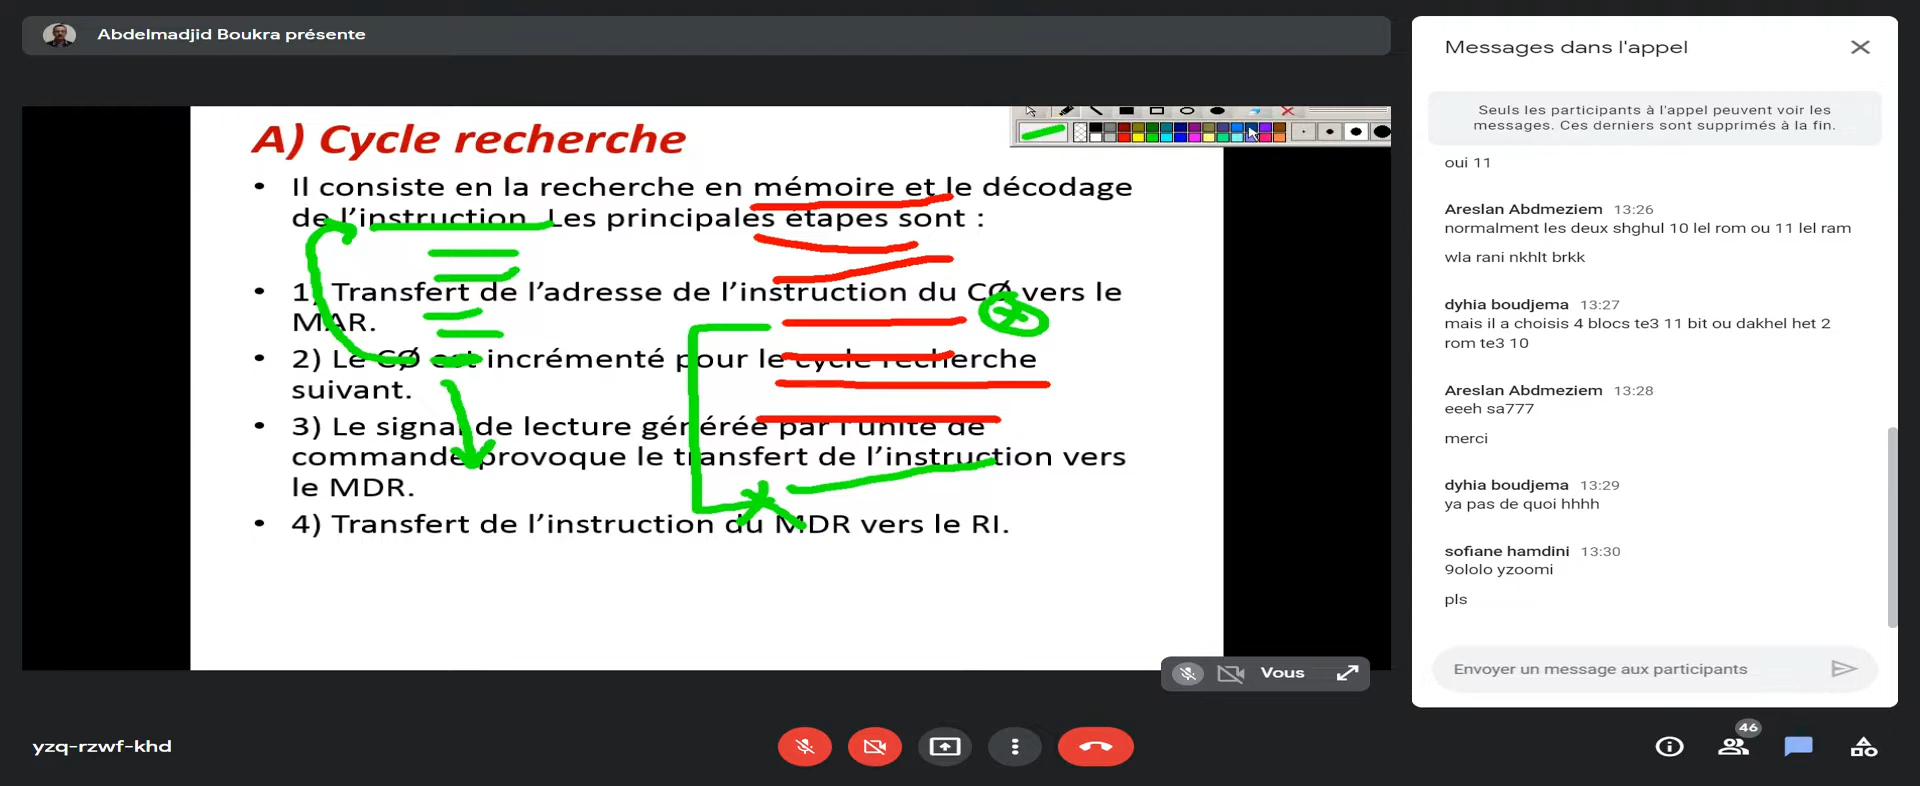 Abdelmadjid Boukra présente
A) Cycle recherche
• Il consiste en la recherche en mémoire et le décodage
de l’instruction. Les principales étapes sont :
• 1) Transfert de l’adresse de l’instruction du CØ vers le
MAR.
• 2) Le CØ est incrémenté pour le cycle recherche
suivant.
• 3) Le signal de lecture générée par l’unité de
commande provoque le transfert de l’instruction vers
le MDR.
• 4) Transfert de l’instruction du MDR vers le RI.
Vous
Messages dans l'appel
Seuls les participants à l'appel peuvent voir les
messages. Ces derniers sont supprimés à la fin.
oui 11
Areslan Abdmeziem 13:26
normalment les deux shghul 10 lel rom ou 11 lel ram
wla rani nkhlt brkk
dyhia boudjema 13:27
mais il a choisis 4 blocs te3 11 bit ou dakhel het 2
rom te3 10
Areslan Abdmeziem 13:28
eeeh sa777
merci
dyhia boudjema 13:29
ya pas de quoi hhhh
sofiane hamdini 13:30
9ololo yzoomi
pls
Envoyer un message aux participants
yzq-rzwf-khd
46